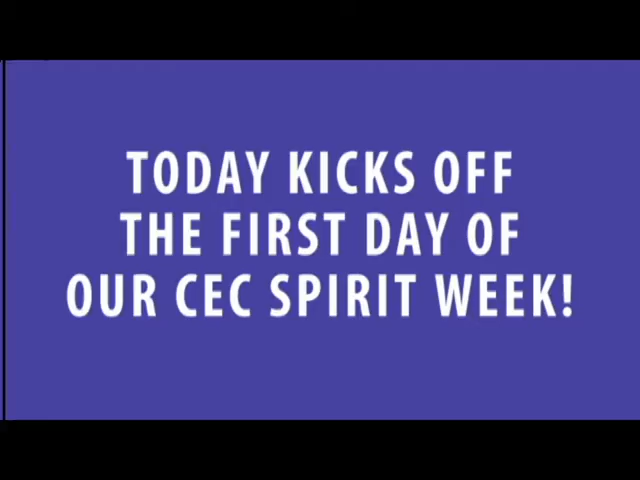 TODAY KICKS OFF
THE FIRST DAY OF
OUR CEC SPIRIT WEEK!